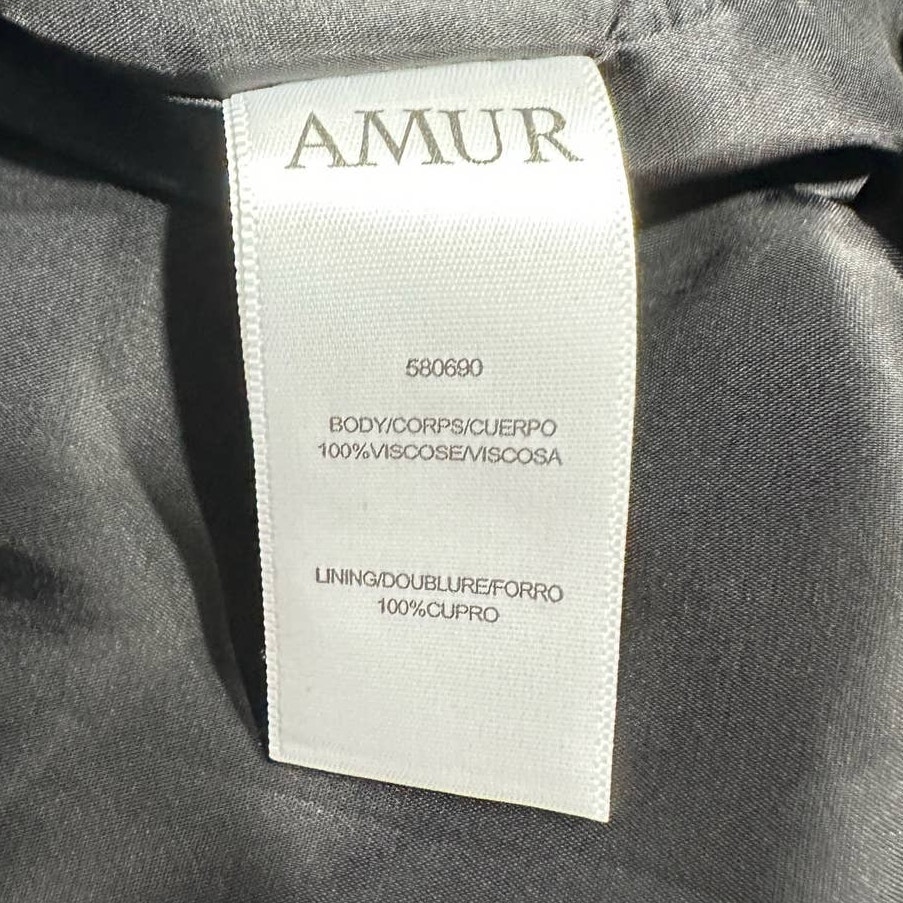 AMUR
580690
BODY/CORPS/CUERPO
100%VISCOSE/VISCOSA
LINING/DOUBLURE/FORRO
100%CUPRO